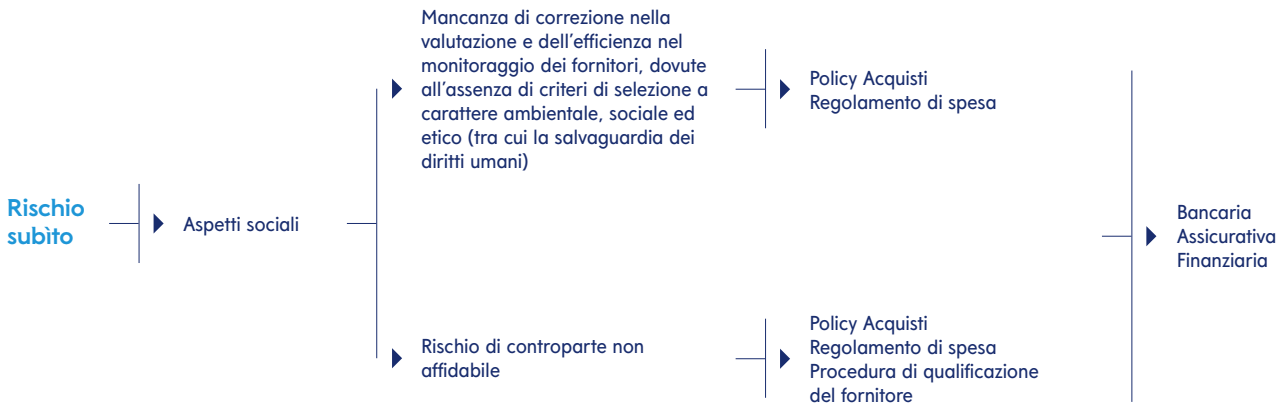 Rischio
subìto
Aspetti sociali
Mancanza di correzione nella
valutazione e dell'efficienza nel
monitoraggio dei fornitori, dovute
all'assenza di criteri di selezione a
carattere ambientale, sociale ed
etico (tra cui la salvaguardia dei
diritti umani)
Policy Acquisti
Regolamento di spesa
Rischio di controparte non
affidabile
Policy Acquisti
Regolamento di spesa
Procedura di qualificazione
del fornitore
Bancaria
Assicurativa
Finanziaria